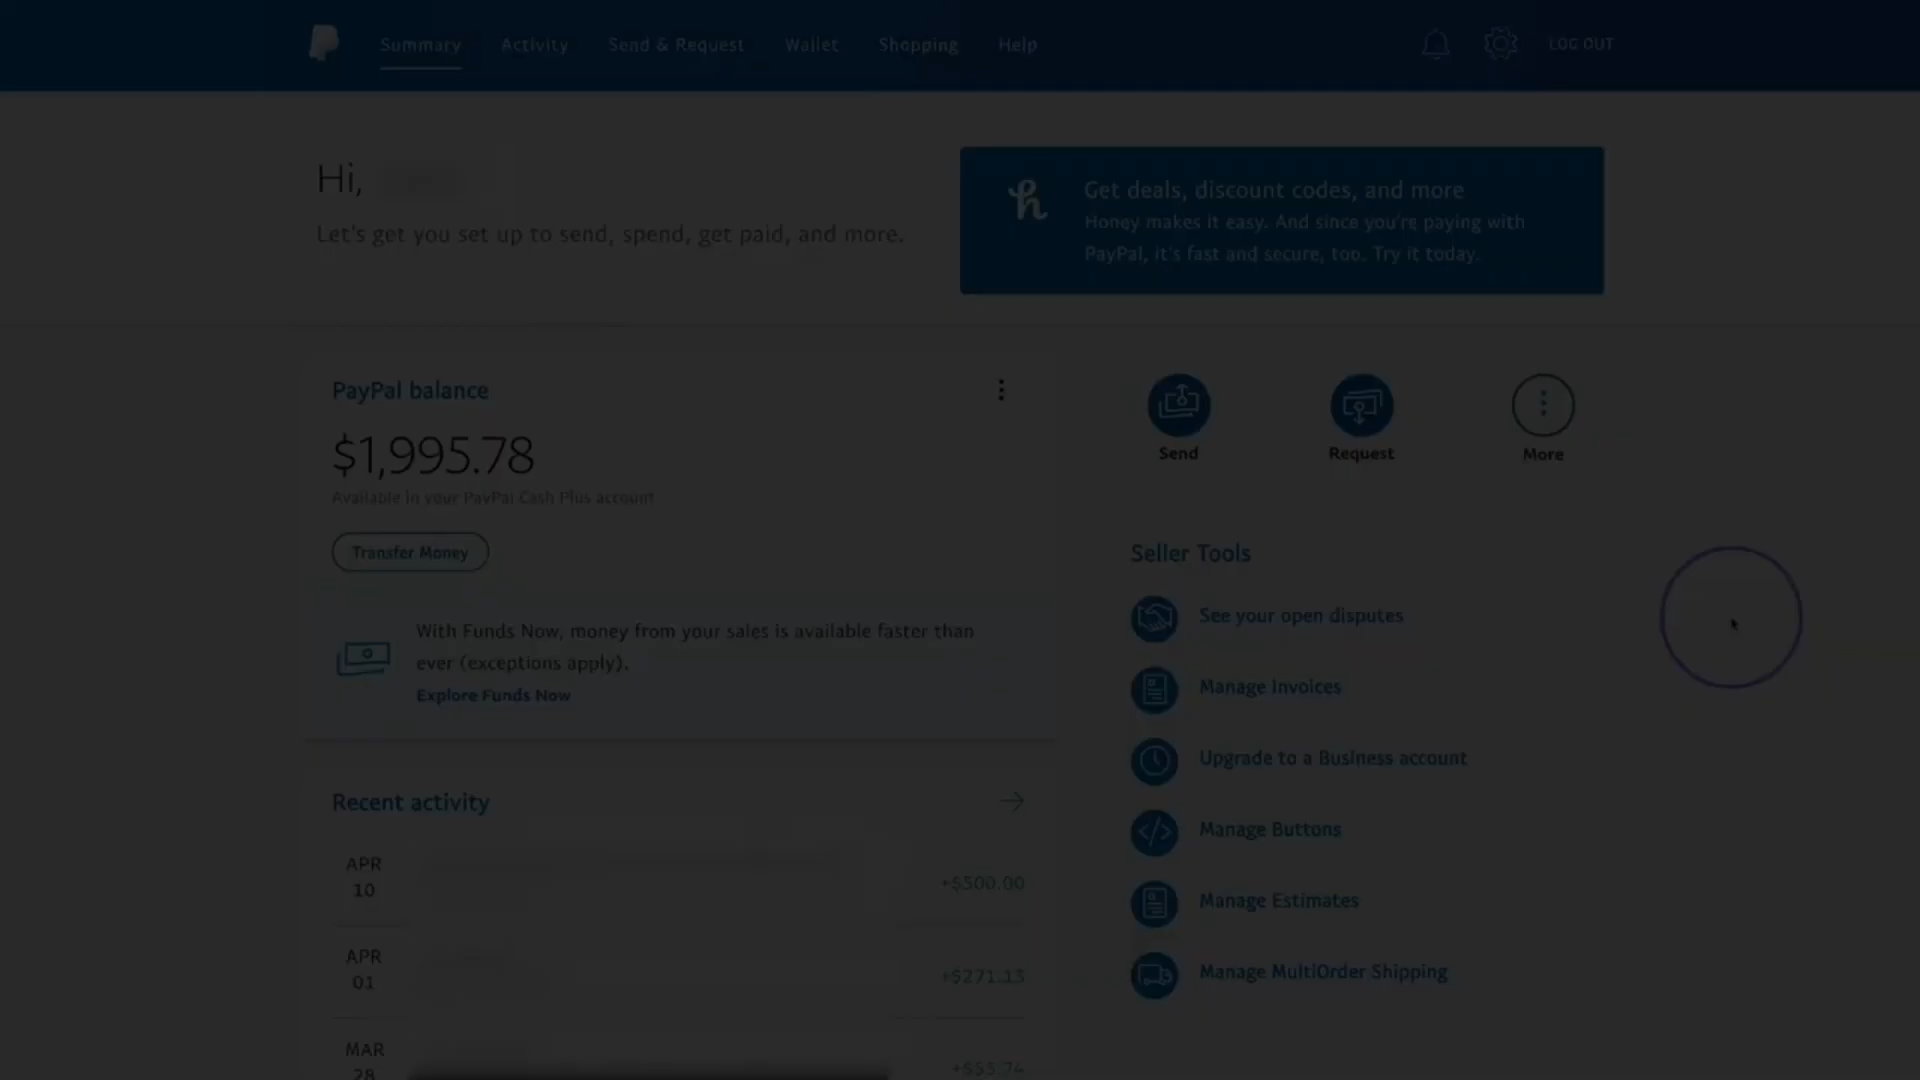 Summary Activity Send & Request Wallet Shopping Help LOG OUT
Hi,
Let's get you set up to send, spend, get paid, and more.
Get deals, discount codes, and more
Honey makes it easy. And since you're paying with
PayPal, it's fast and secure, too. Try it today.
PayPal balance
$1,995.78
Available in your PayPal Cash Plus account
Transfer Money
With Funds Now, money from your sales is available faster than
ever (exceptions apply).
Explore Funds Now
Recent activity
APR
10
+$500.00
APR
01
+$271.13
MAR
28
+$55.74
Send Request More
Seller Tools
See your open disputes
Manage Invoices
Upgrade to a Business account
Manage Buttons
Manage Estimates
Manage MultiOrder Shipping